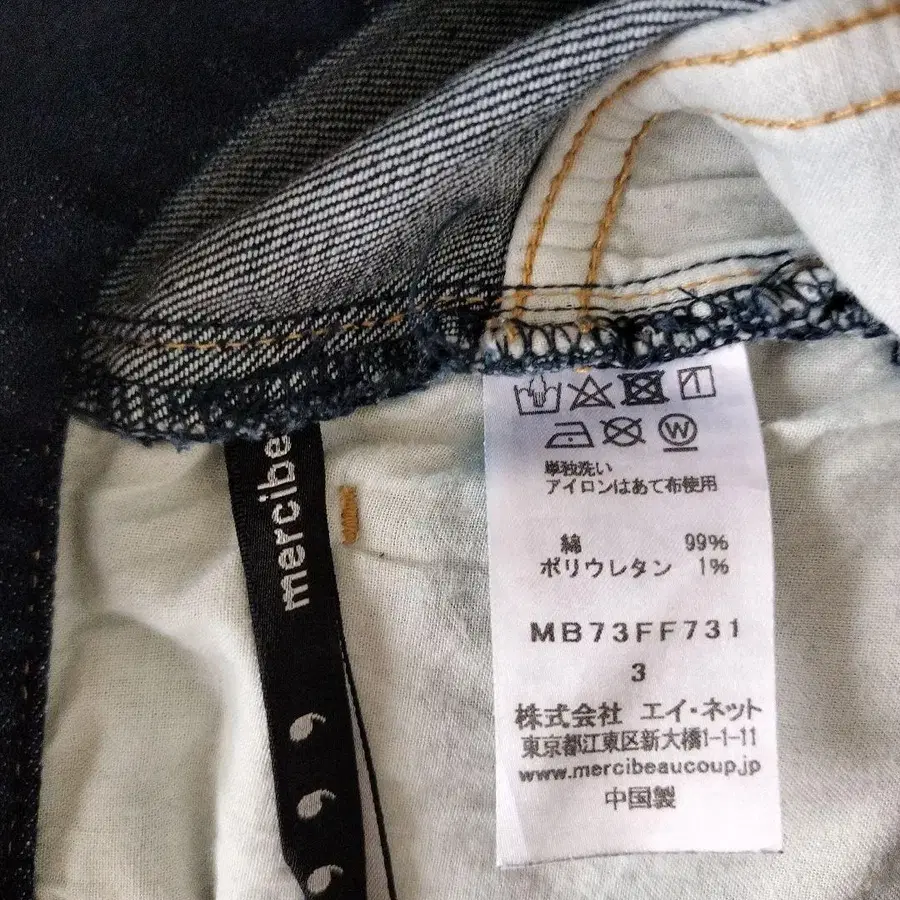 mercibe
,
,
,
W
単独洗い
アイロンはあて布使用
綿 99%
ポリウレタン 1%
MB73FF731
3
株式会社 エイ・ネット
東京都江東区新大橋1-1-11
www.mercibeaucoup.jp
中国製